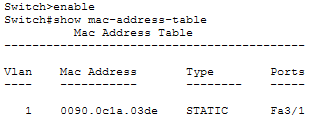 Switch>enable
Switch#show mac-address-table
          Mac Address Table
-------------------------------------------

Vlan    Mac Address       Type        Ports
----    -----------       --------    -----

   1    0090.0c1a.03de    STATIC      Fa3/1